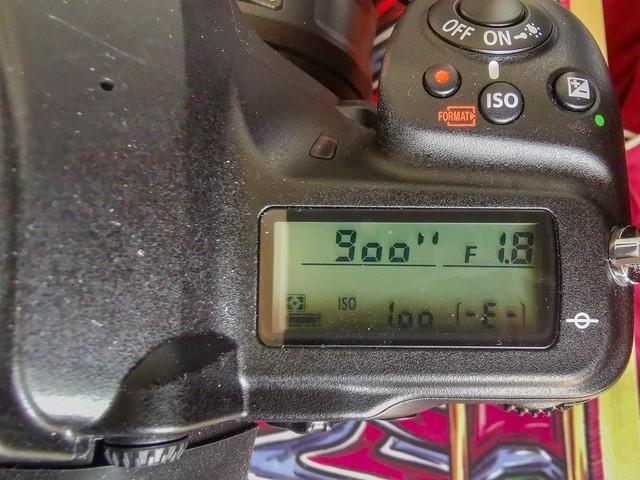 OFF ON
ISO
FORMAT
900" F 1.8
ISO 100 [-E-]